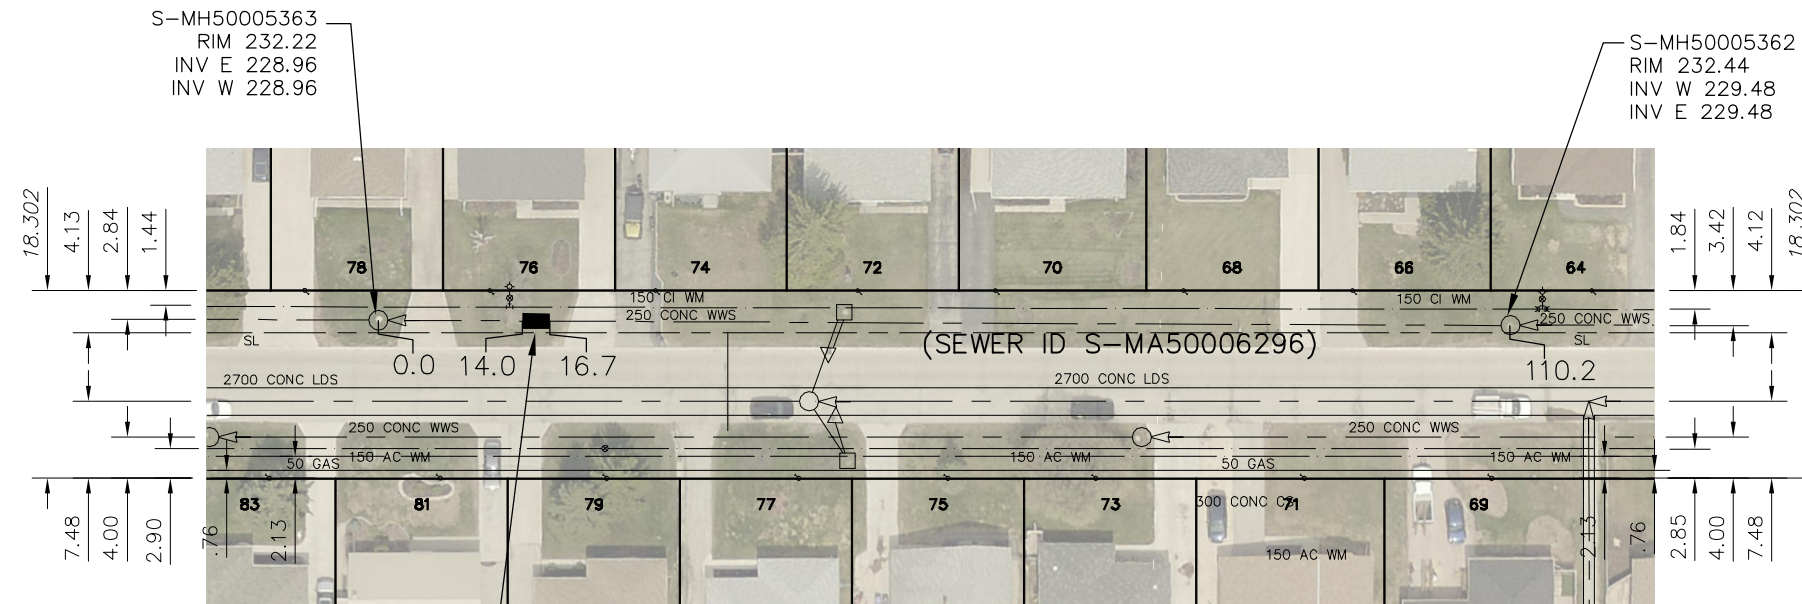 S-MH50005363
RIM 232.22
INV E 228.96
INV W 228.96
S-MH50005362
RIM 232.44
INV W 229.48
INV E 229.48
18.302
4.13
2.84
1.44
1.84
3.42
4.12
18.302
78
76
74
72
70
68
66
64
150 CI WM
150 CI WM
250 CONC WWS
250 CONC WWS
SL
(SEWER ID S-MA50006296)
SL
0.0
14.0
16.7
110.2
2700 CONC LDS
2700 CONC LDS
250 CONC WWS
250 CONC WWS
50 GAS
150 AC WM
150 AC WM
50 GAS
150 AC WM
83
81
79
77
75
73
300 CONC CS
71
69
7.48
4.00
2.90
.76
2.13
150 AC WM
2.13
.76
2.85
4.00
7.48